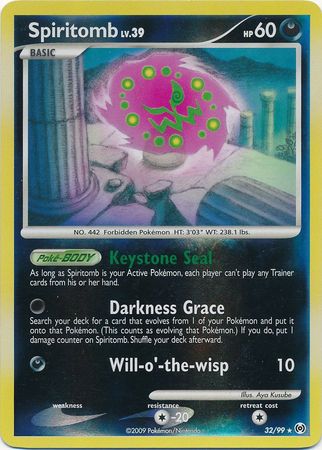 Spiritomb LV.39 HP 60
BASIC
NO. 442 Forbidden Pokémon HT: 3'03" WT: 238.1 lbs.
Poké-BODY Keystone Seal
As long as Spiritomb is your Active Pokémon, each player can't play any Trainer
cards from his or her hand.
Darkness Grace
Search your deck for a card that evolves from 1 of your Pokémon and put it
onto that Pokémon. (This counts as evolving that Pokémon.) If you do, put 1
damage counter on Spiritomb. Shuffle your deck afterward.
Will-o'-the-wisp 10
Illus. Aya Kusube
weakness resistance retreat cost
-20
©2009 Pokémon/Nintendo 32/99 ★